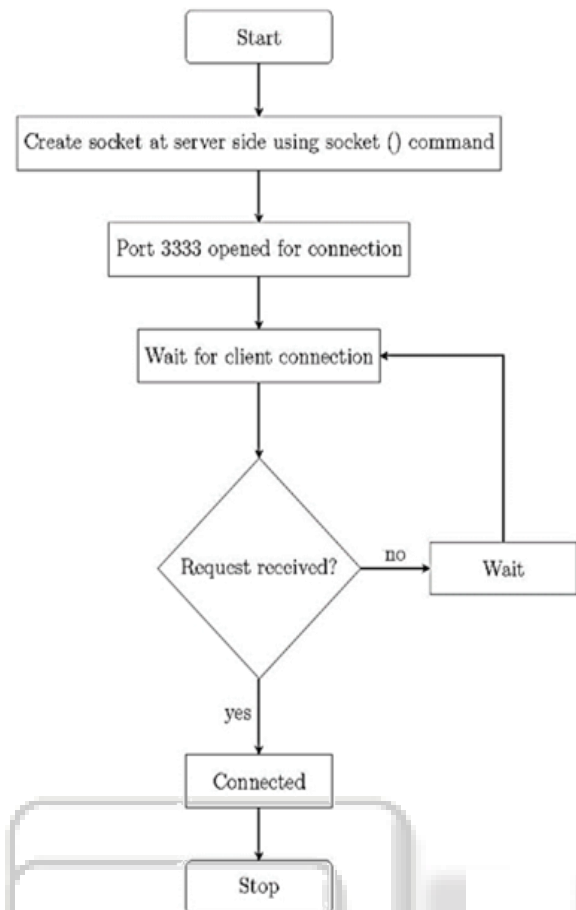 Start
Create socket at server side using socket () command
Port 3333 opened for connection
Wait for client connection
Request received?
no
Wait
yes
Connected
Stop